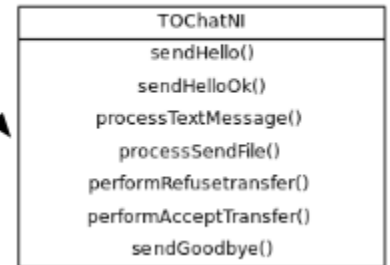 TOChatNI
sendHello()
sendHelloOk()
processTextMessage()
processSendFile()
performRefusetransfer()
performAcceptTransfer()
sendGoodbye()